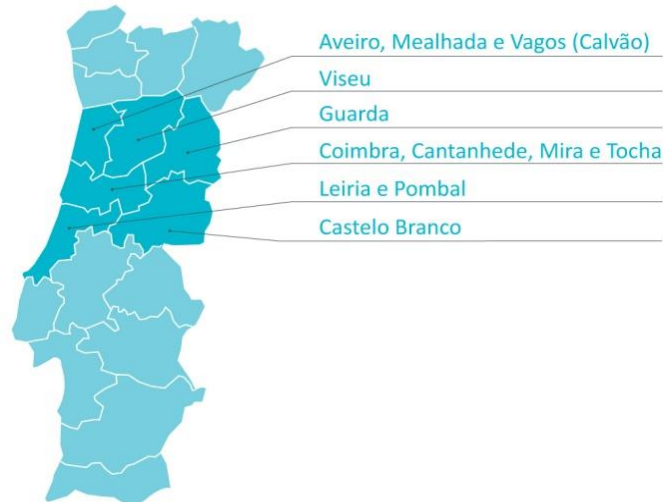 Aveiro, Mealhada e Vagos (Calvão)
Viseu
Guarda
Coimbra, Cantanhede, Mira e Tocha
Leiria e Pombal
Castelo Branco